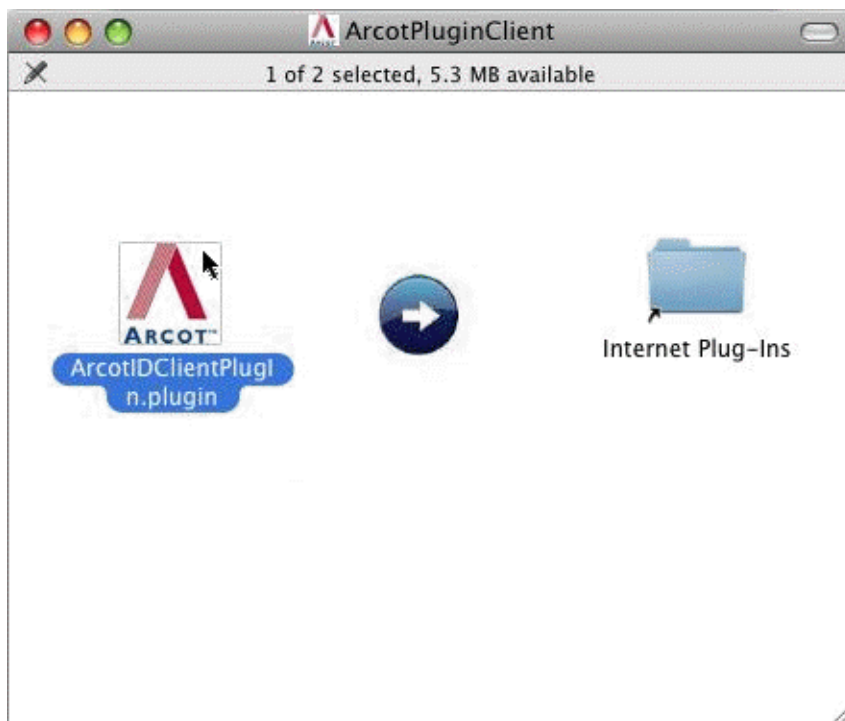 ArcotPluginClient
1 of 2 selected, 5.3 MB available
ARCOT™
ArcotIDClientPlugI
n.plugin
Internet Plug-Ins